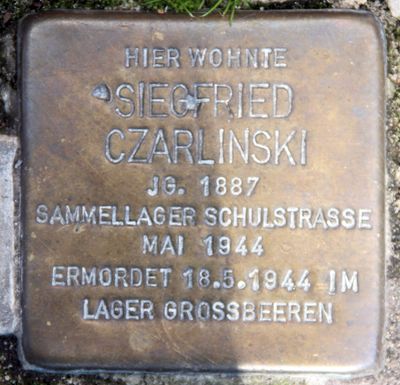 HIER WOHNTE
SIEGFRIED
CZARLINSKI
JG. 1887
SAMMELLAGER SCHULSTRASSE
MAI 1944
ERMORDET 18.5.1944 IM
LAGER GROSSBEEREN